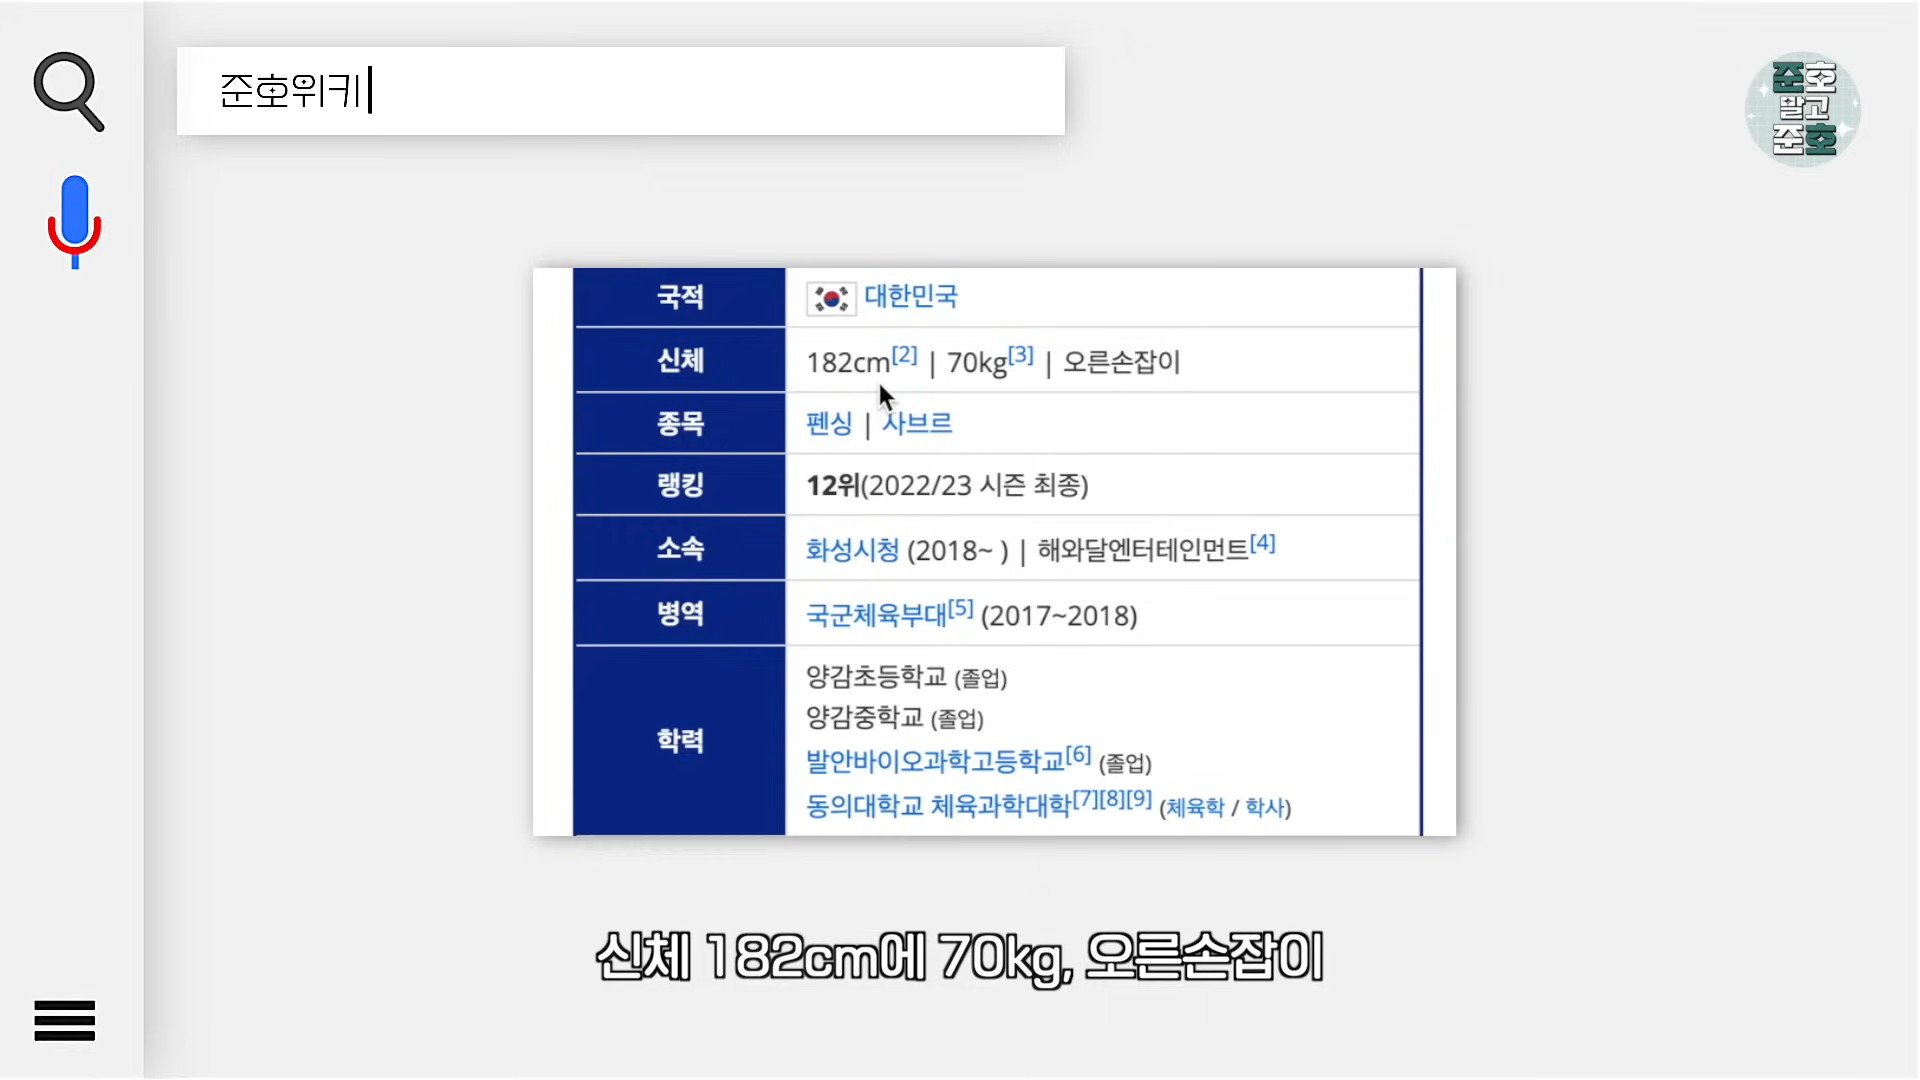 준호위키
준호
말고
준호
국적 대한민국
신체 182cm[2] | 70kg[3] | 오른손잡이
종목 펜싱 | 사브르
랭킹 12위(2022/23 시즌 최종)
소속 화성시청 (2018~ ) | 해와달엔터테인먼트[4]
병역 국군체육부대[5] (2017~2018)
학력 양감초등학교 (졸업)
양감중학교 (졸업)
발안바이오과학고등학교[6] (졸업)
동의대학교 체육과학대학[7][8][9] (체육학 / 학사)
신체 182cm에 70kg, 오른손잡이